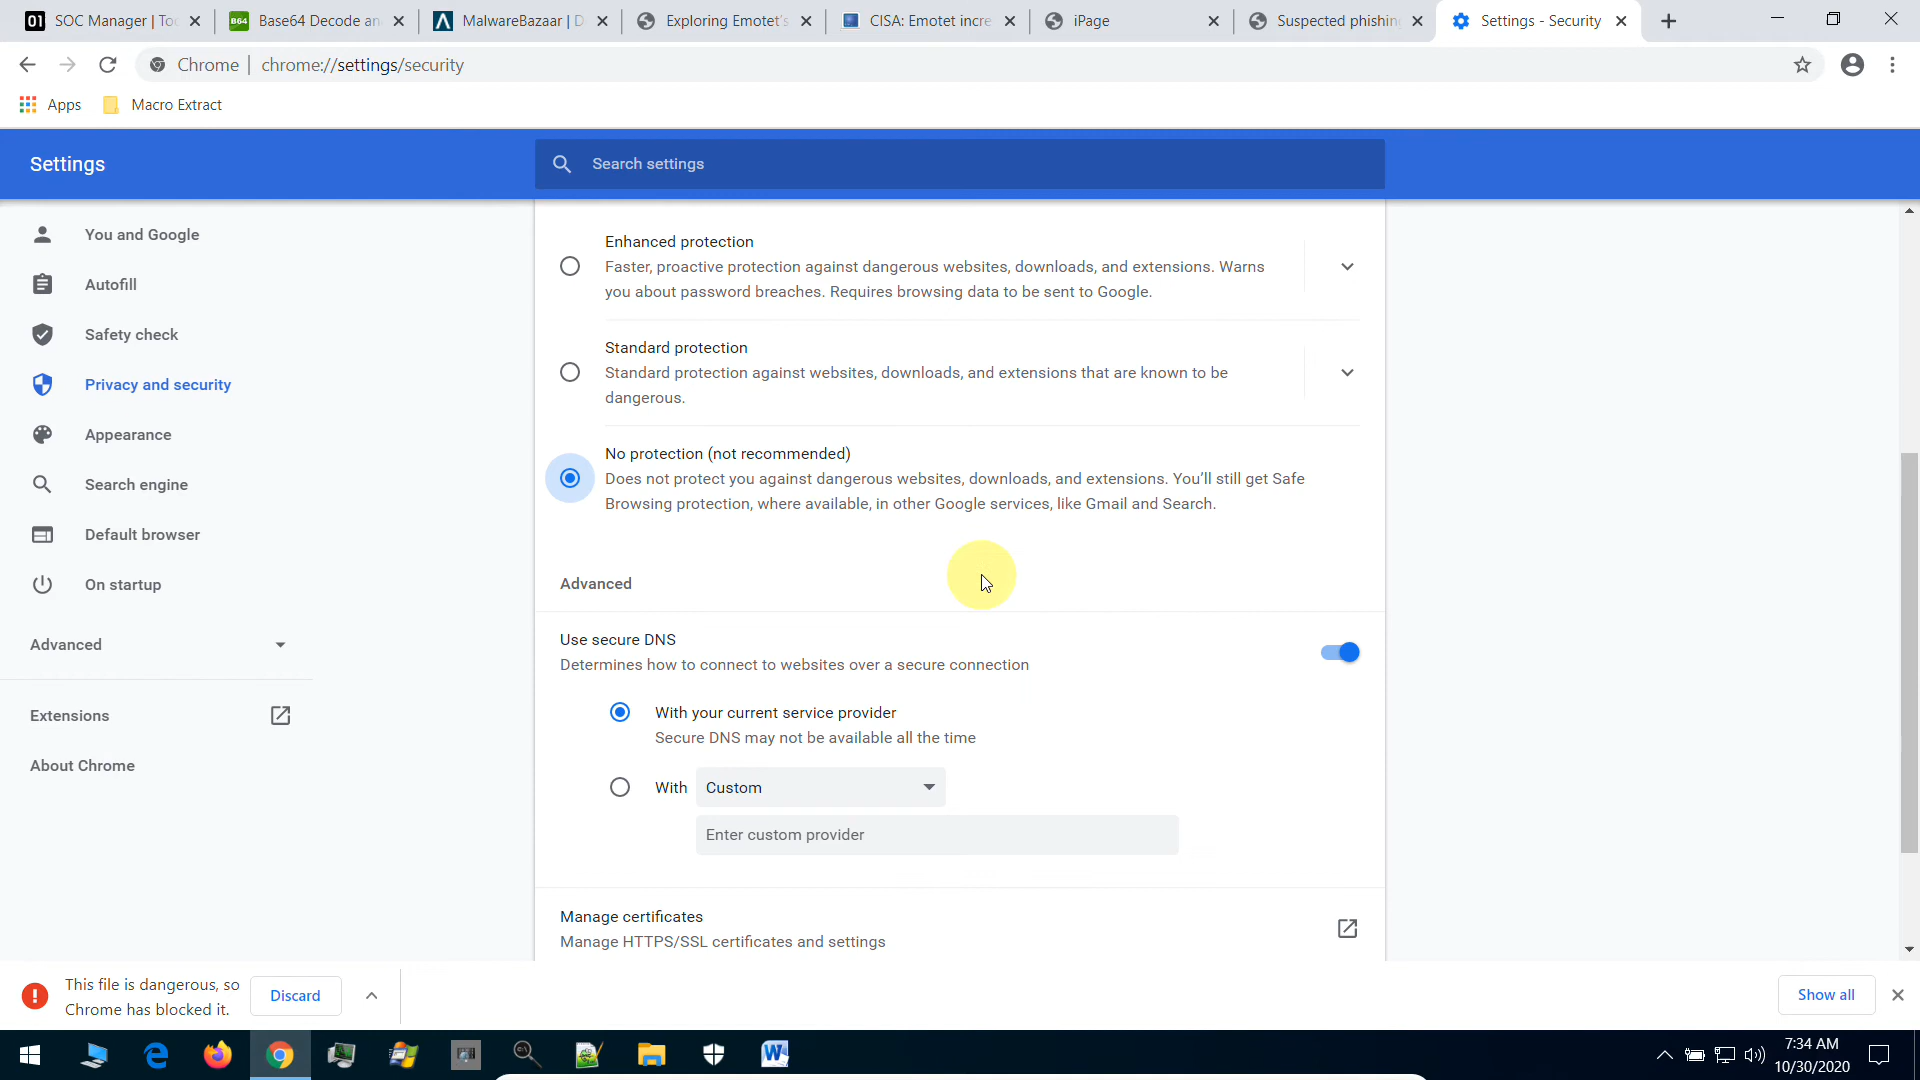 01 SOC Manager | Too
B64 Base64 Decode an
MalwareBazaar | D
Exploring Emotet's
CISA: Emotet incre
iPage
Suspected phishing
Settings - Security
Chrome | chrome://settings/security
Apps
Macro Extract
Settings
Search settings
You and Google
Autofill
Safety check
Privacy and security
Appearance
Search engine
Default browser
On startup
Advanced
Extensions
About Chrome
Enhanced protection
Faster, proactive protection against dangerous websites, downloads, and extensions. Warns
you about password breaches. Requires browsing data to be sent to Google.
Standard protection
Standard protection against websites, downloads, and extensions that are known to be
dangerous.
No protection (not recommended)
Does not protect you against dangerous websites, downloads, and extensions. You'll still get Safe
Browsing protection, where available, in other Google services, like Gmail and Search.
Advanced
Use secure DNS
Determines how to connect to websites over a secure connection
With your current service provider
Secure DNS may not be available all the time
With Custom
Enter custom provider
Manage certificates
Manage HTTPS/SSL certificates and settings
This file is dangerous, so
Chrome has blocked it.
Discard
Show all
7:34 AM
10/30/2020